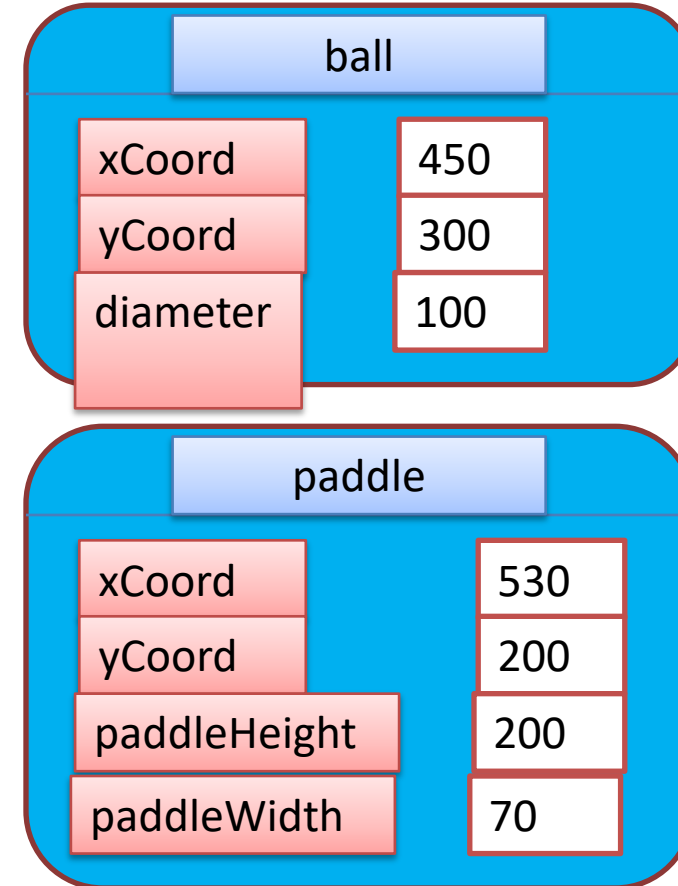 ball
xCoord 450
yCoord 300
diameter 100
paddle
xCoord 530
yCoord 200
paddleHeight 200
paddleWidth 70